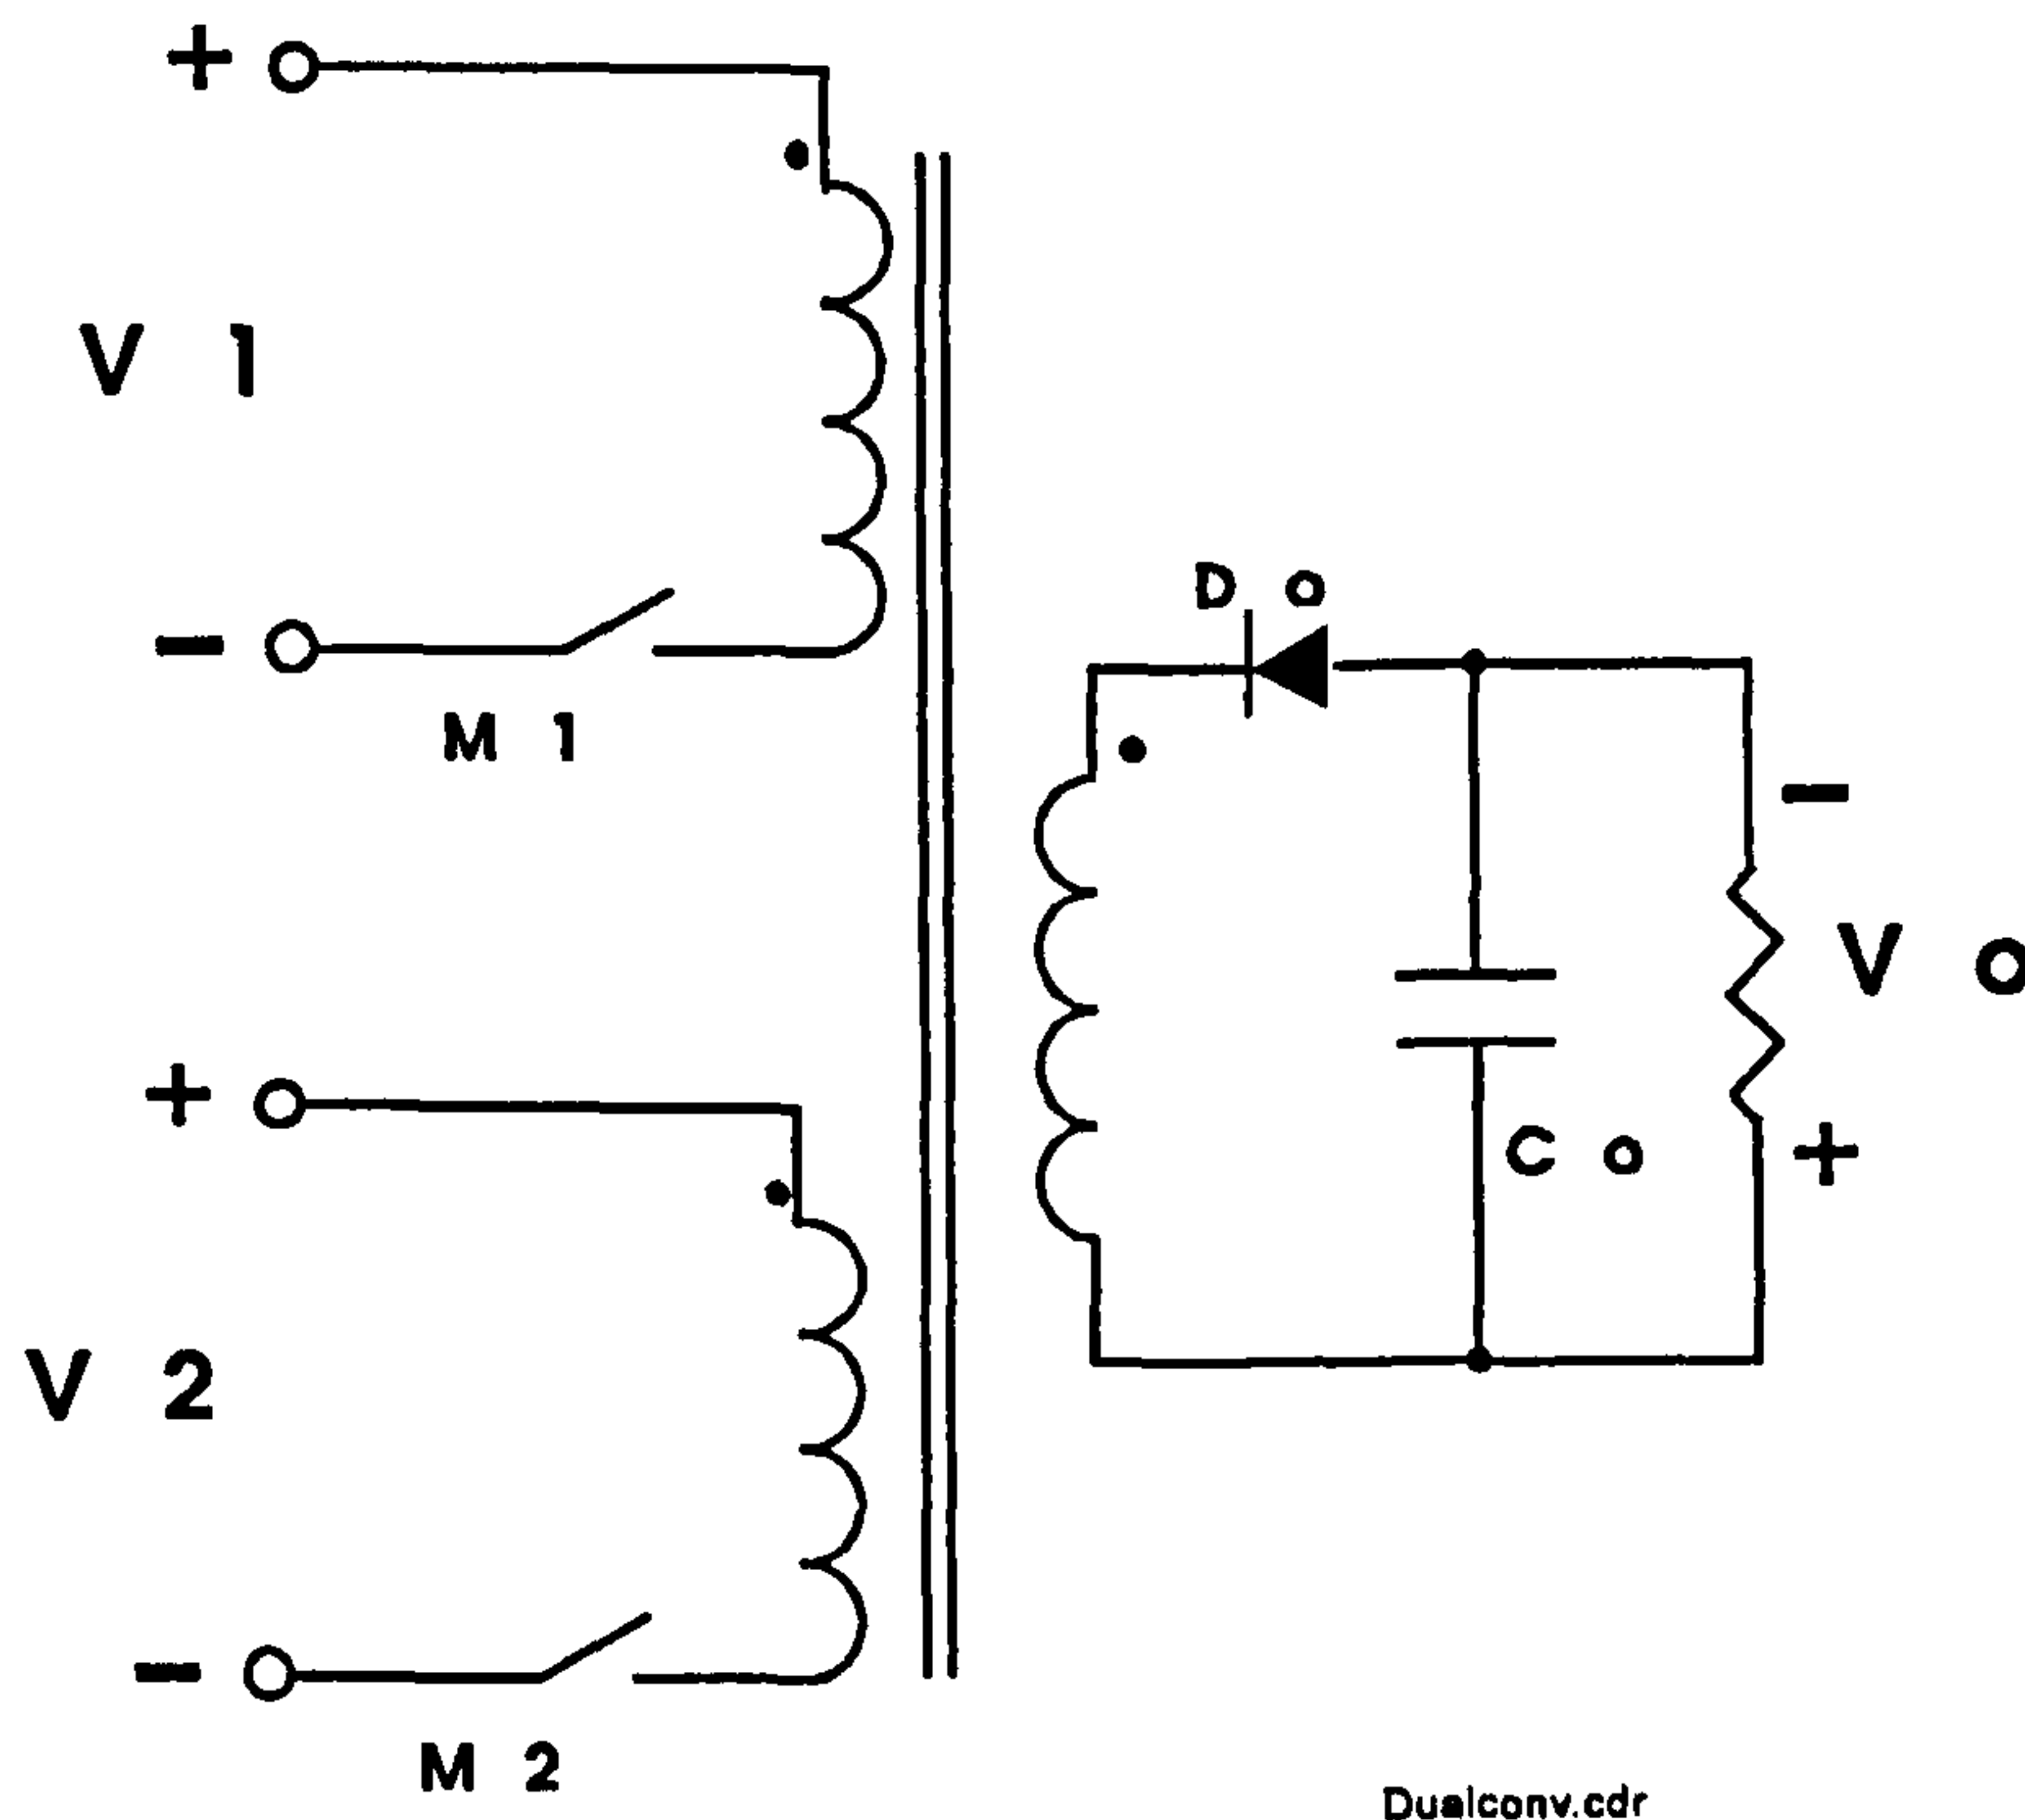 +
V 1
-
M 1
D o
-
V o
C o
+
+
V 2
-
M 2
Dualconv.cdr